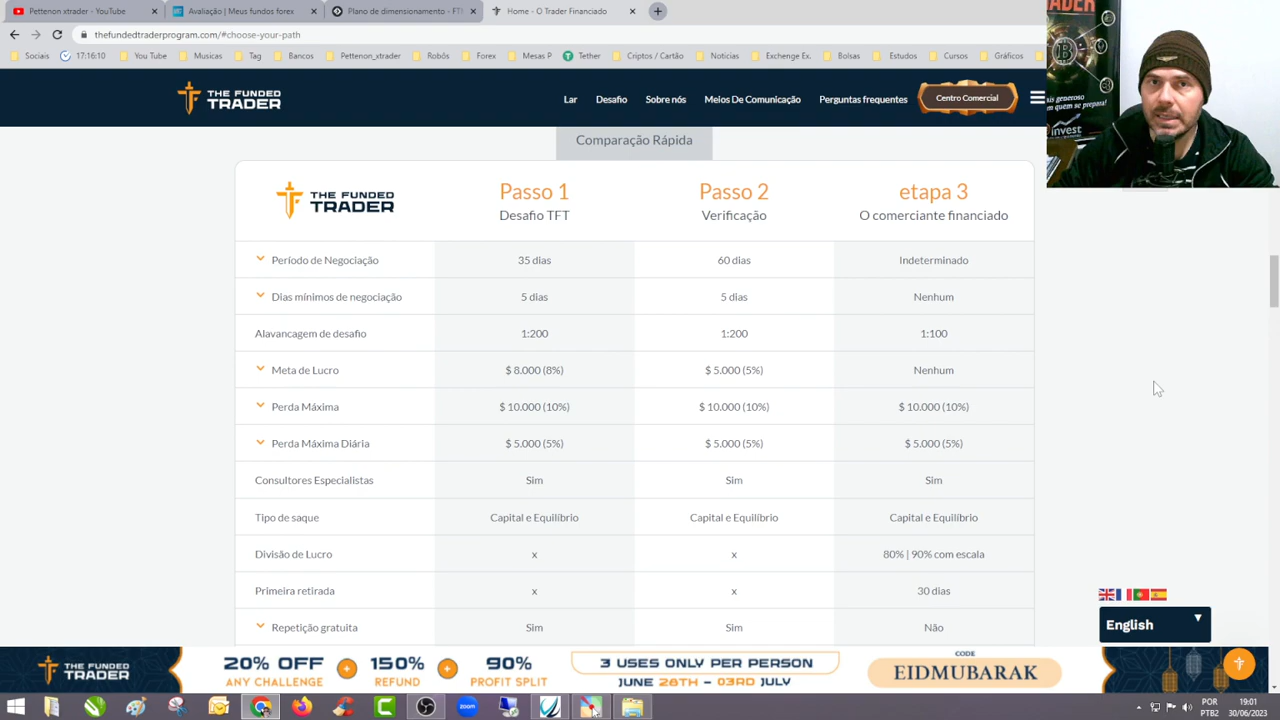 Pettenon xtrader - YouTube
Avaliação | Meus fundos forex
Plano de dimensionamento - FT
Home - O Trader Financiado
thefundedtraderprogram.com/#choose-your-path
Sociais
17:16:10
You Tube
Musicas
Tag
Bancos
Pettenon_xtrader
Robôs
Forex
Mesas P
Tether
Criptos / Cartão
Notícias
Exchenge Ex.
Bolsas
Estudos
Cursos
Gráficos
THE FUNDED
TRADER
Lar
Desafio
Sobre nós
Meios De Comunicação
Perguntas frequentes
Centro Comercial
Comparação Rápida
THE FUNDED
TRADER
Passo 1
Desafio TFT
Passo 2
Verificação
etapa 3
O comerciante financiado
Período de Negociação 35 dias 60 dias Indeterminado
Dias mínimos de negociação 5 dias 5 dias Nenhum
Alavancagem de desafio 1:200 1:200 1:100
Meta de Lucro $ 8.000 (8%) $ 5.000 (5%) Nenhum
Perda Máxima $ 10.000 (10%) $ 10.000 (10%) $ 10.000 (10%)
Perda Máxima Diária $ 5.000 (5%) $ 5.000 (5%) $ 5.000 (5%)
Consultores Especialistas Sim Sim Sim
Tipo de saque Capital e Equilíbrio Capital e Equilíbrio Capital e Equilíbrio
Divisão de Lucro x x 80% | 90% com escala
Primeira retirada x x 30 dias
Repetição gratuita Sim Sim Não
English
THE FUNDED
TRADER
20% OFF
ANY CHALLENGE
150%
REFUND
90%
PROFIT SPLIT
3 USES ONLY PER PERSON
JUNE 28TH - 03RD JULY
CODE
EIDMUBARAK
zoom
POR
PTB2
19:01
30/06/2023
invest